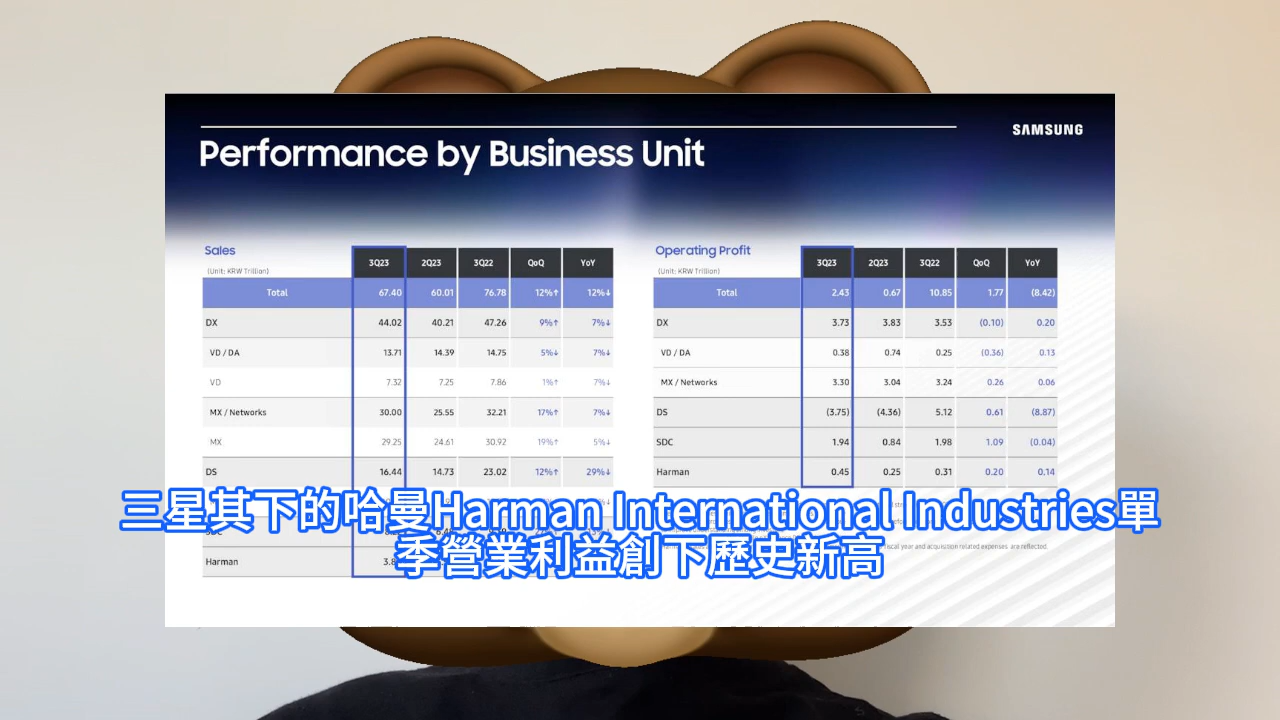 SAMSUNG
Performance by Business Unit
Sales
(Unit: KRW Trillion)
3Q23 2Q23 3Q22 QoQ YoY
Total 67.40 60.01 76.78 12%↑ 12%↓
DX 44.02 40.21 47.26 9%↑ 7%↓
VD / DA 13.71 14.39 14.75 5%↓ 7%↓
VD 7.32 7.25 7.86 1%↑ 7%↓
MX / Networks 30.00 25.55 32.21 17%↑ 7%↓
MX 29.25 24.61 30.92 19%↑ 5%↓
DS 16.44 14.73 23.02 12%↑ 29%↓
SDC
Harman
Operating Profit
(Unit: KRW Trillion)
3Q23 2Q23 3Q22 QoQ YoY
Total 2.43 0.67 10.85 1.77 (8.42)
DX 3.73 3.83 3.53 (0.10) 0.20
VD / DA 0.38 0.74 0.25 (0.36) 0.13
MX / Networks 3.30 3.04 3.24 0.26 0.06
DS (3.75) (4.36) 5.12 0.61 (8.87)
SDC 1.94 0.84 1.98 1.09 (0.04)
Harman 0.45 0.25 0.31 0.20 0.14
fiscal year and acquisition related expenses are reflected.
三星其下的哈曼Harman International Industries單
季營業利益創下歷史新高